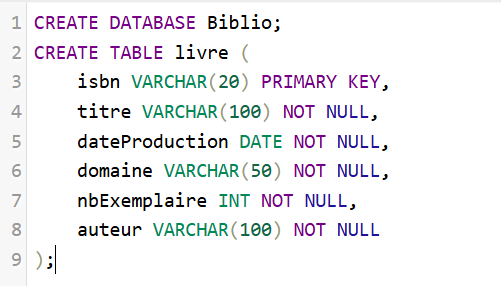 1 CREATE DATABASE Biblio;
2 CREATE TABLE livre (
3     isbn VARCHAR(20) PRIMARY KEY,
4     titre VARCHAR(100) NOT NULL,
5     dateProduction DATE NOT NULL,
6     domaine VARCHAR(50) NOT NULL,
7     nbExemplaire INT NOT NULL,
8     auteur VARCHAR(100) NOT NULL
9 );